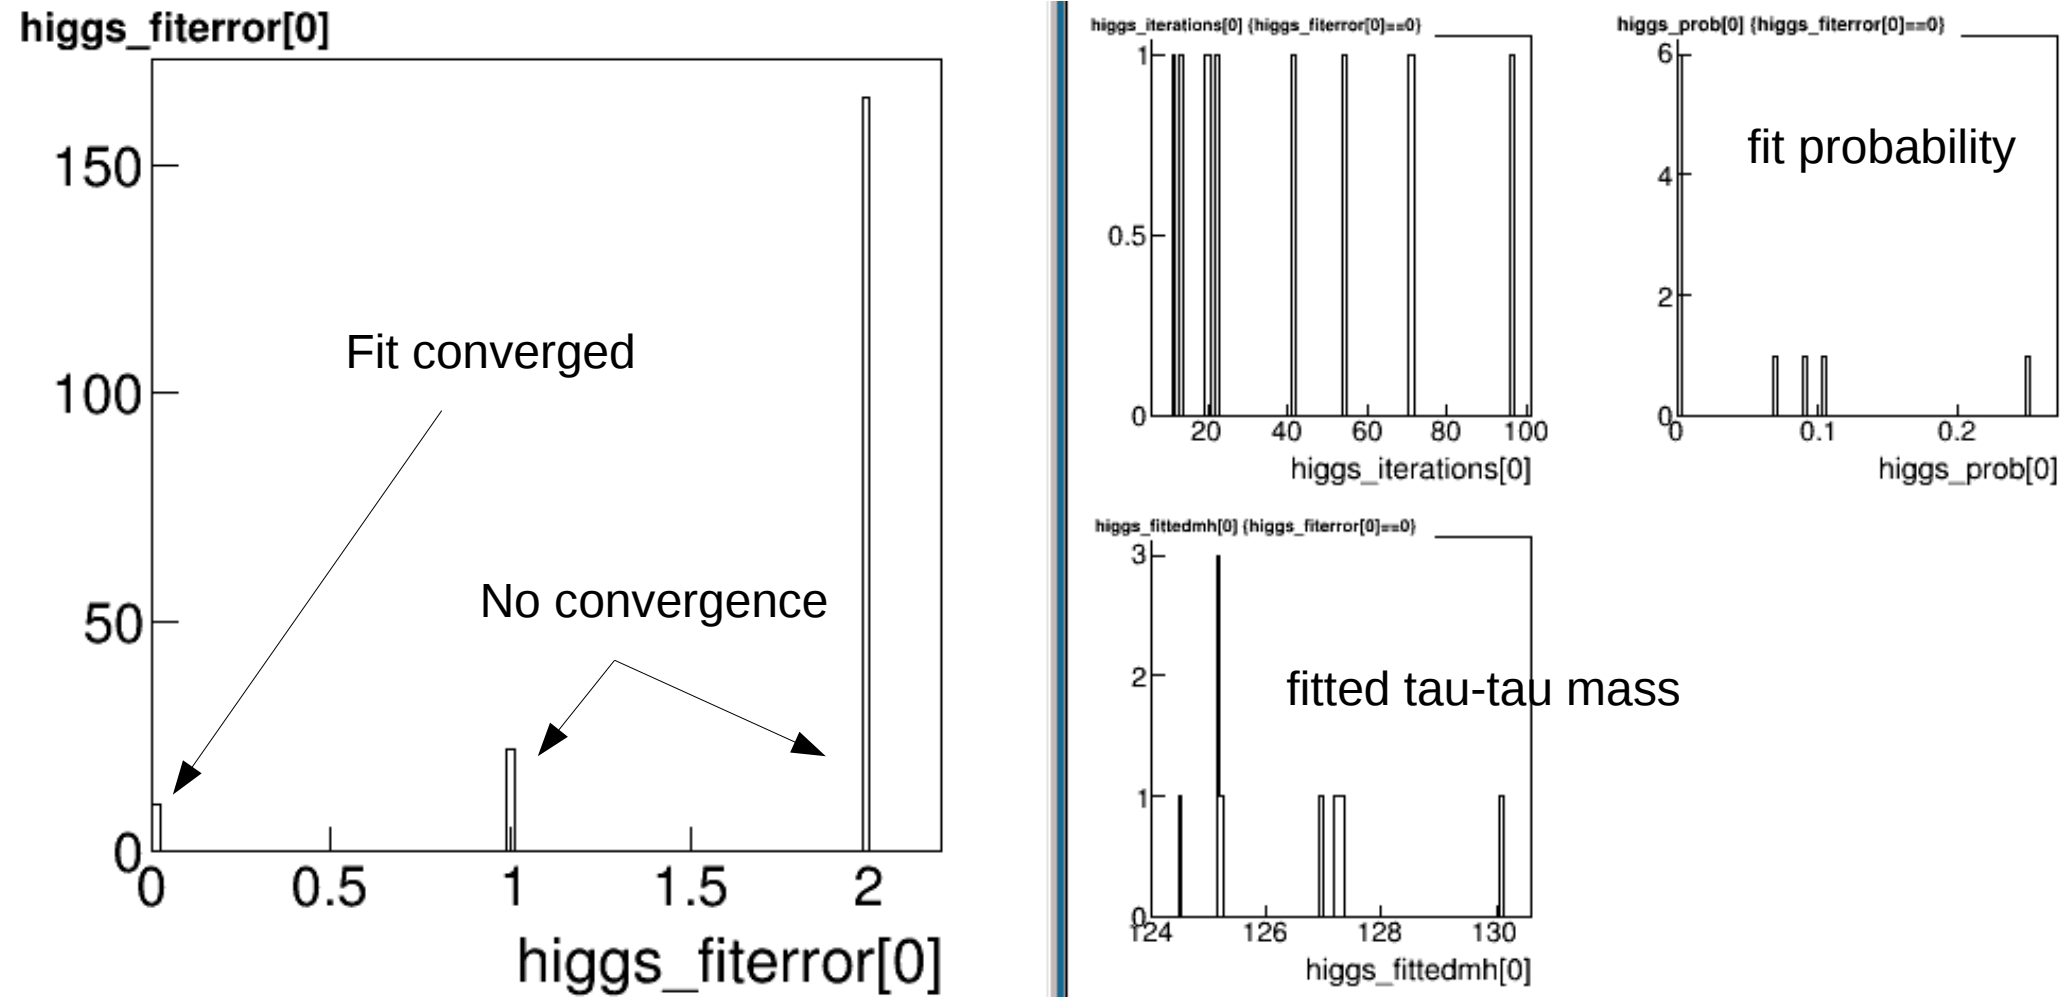 higgs_fiterror[0]
150
100
50
0
0 0.5 1 1.5 2
higgs_fiterror[0]
Fit converged
No convergence
higgs_iterations[0] {higgs_fiterror[0]==0}
1
0.5
0
20 40 60 80 100
higgs_iterations[0]
higgs_prob[0] {higgs_fiterror[0]==0}
6
4
2
0
0 0.1 0.2
higgs_prob[0]
fit probability
higgs_fittedmh[0] {higgs_fiterror[0]==0}
3
2
1
0
124 126 128 130
higgs_fittedmh[0]
fitted tau-tau mass